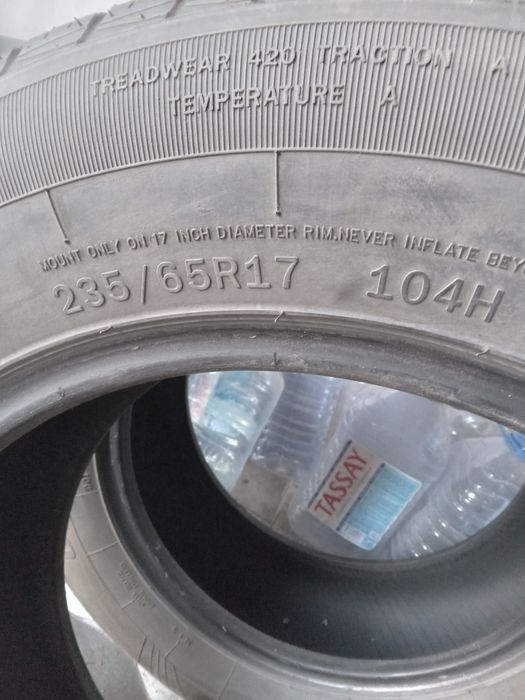 TREADWEAR 420 TRACTION A
TEMPERATURE A
MOUNT ONLY ON 17 INCH DIAMETER RIM.NEVER INFLATE BEY
235/65R17 104H
TASSAY